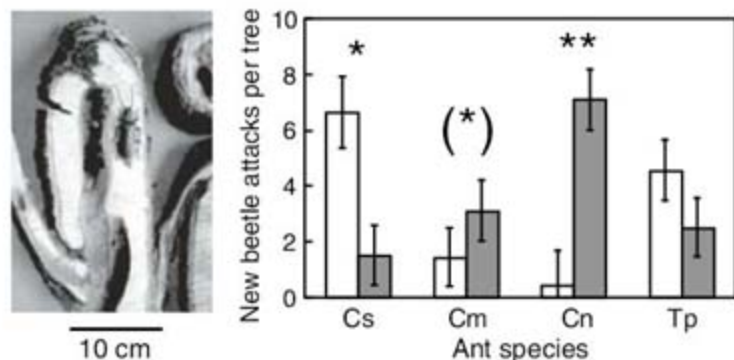 10 cm
New beetle attacks per tree
10
8
6
4
2
0
*
(*)
**
Cs Cm Cn Tp
Ant species